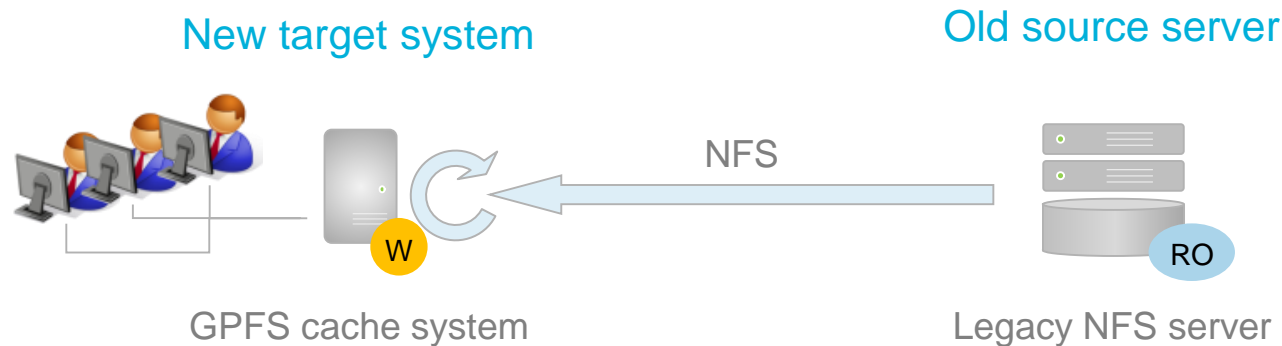 New target system
Old source server
NFS
W
RO
GPFS cache system
Legacy NFS server